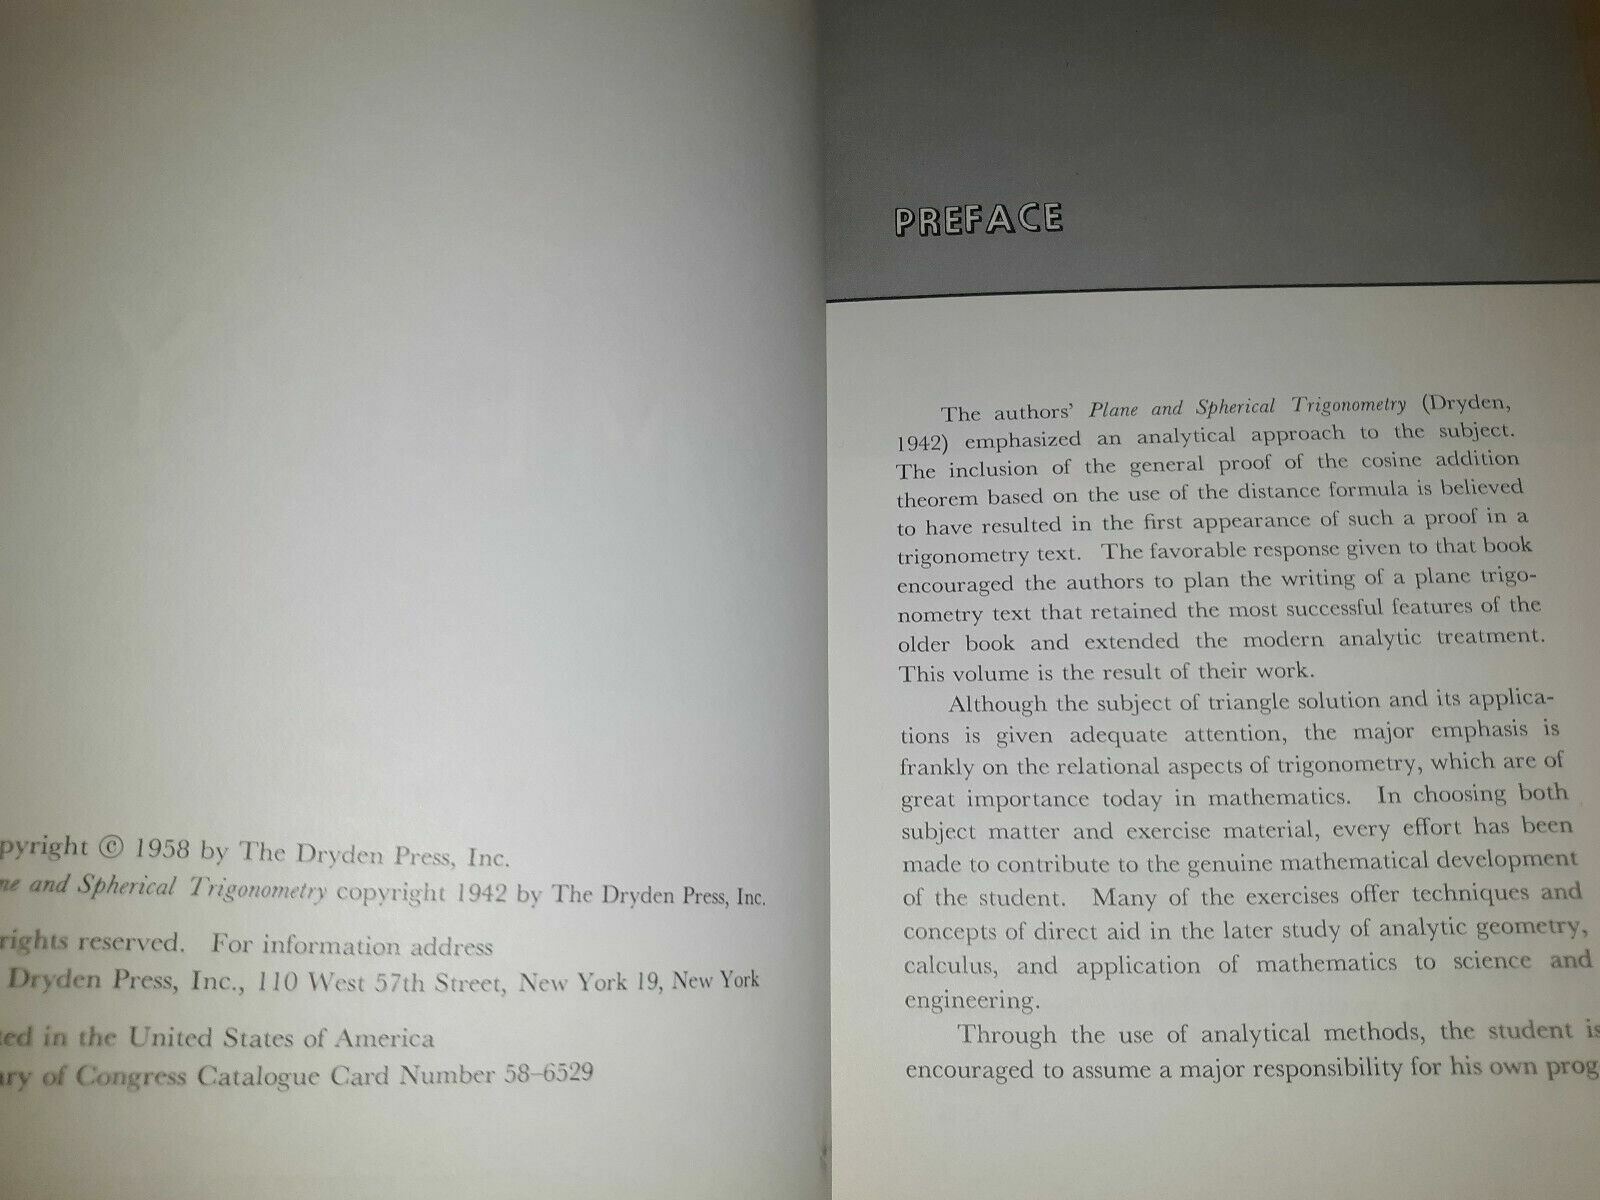 pyright © 1958 by The Dryden Press, Inc.
ne and Spherical Trigonometry copyright 1942 by The Dryden Press, Inc.
rights reserved. For information address
Dryden Press, Inc., 110 West 57th Street, New York 19, New York
ted in the United States of America
ary of Congress Catalogue Card Number 58–6529
PREFACE
The authors' Plane and Spherical Trigonometry (Dryden,
1942) emphasized an analytical approach to the subject.
The inclusion of the general proof of the cosine addition
theorem based on the use of the distance formula is believed
to have resulted in the first appearance of such a proof in a
trigonometry text. The favorable response given to that book
encouraged the authors to plan the writing of a plane trigo-
nometry text that retained the most successful features of the
older book and extended the modern analytic treatment.
This volume is the result of their work.
Although the subject of triangle solution and its applica-
tions is given adequate attention, the major emphasis is
frankly on the relational aspects of trigonometry, which are of
great importance today in mathematics. In choosing both
subject matter and exercise material, every effort has been
made to contribute to the genuine mathematical development
of the student. Many of the exercises offer techniques and
concepts of direct aid in the later study of analytic geometry,
calculus, and application of mathematics to science and
engineering.
Through the use of analytical methods, the student is
encouraged to assume a major responsibility for his own prog